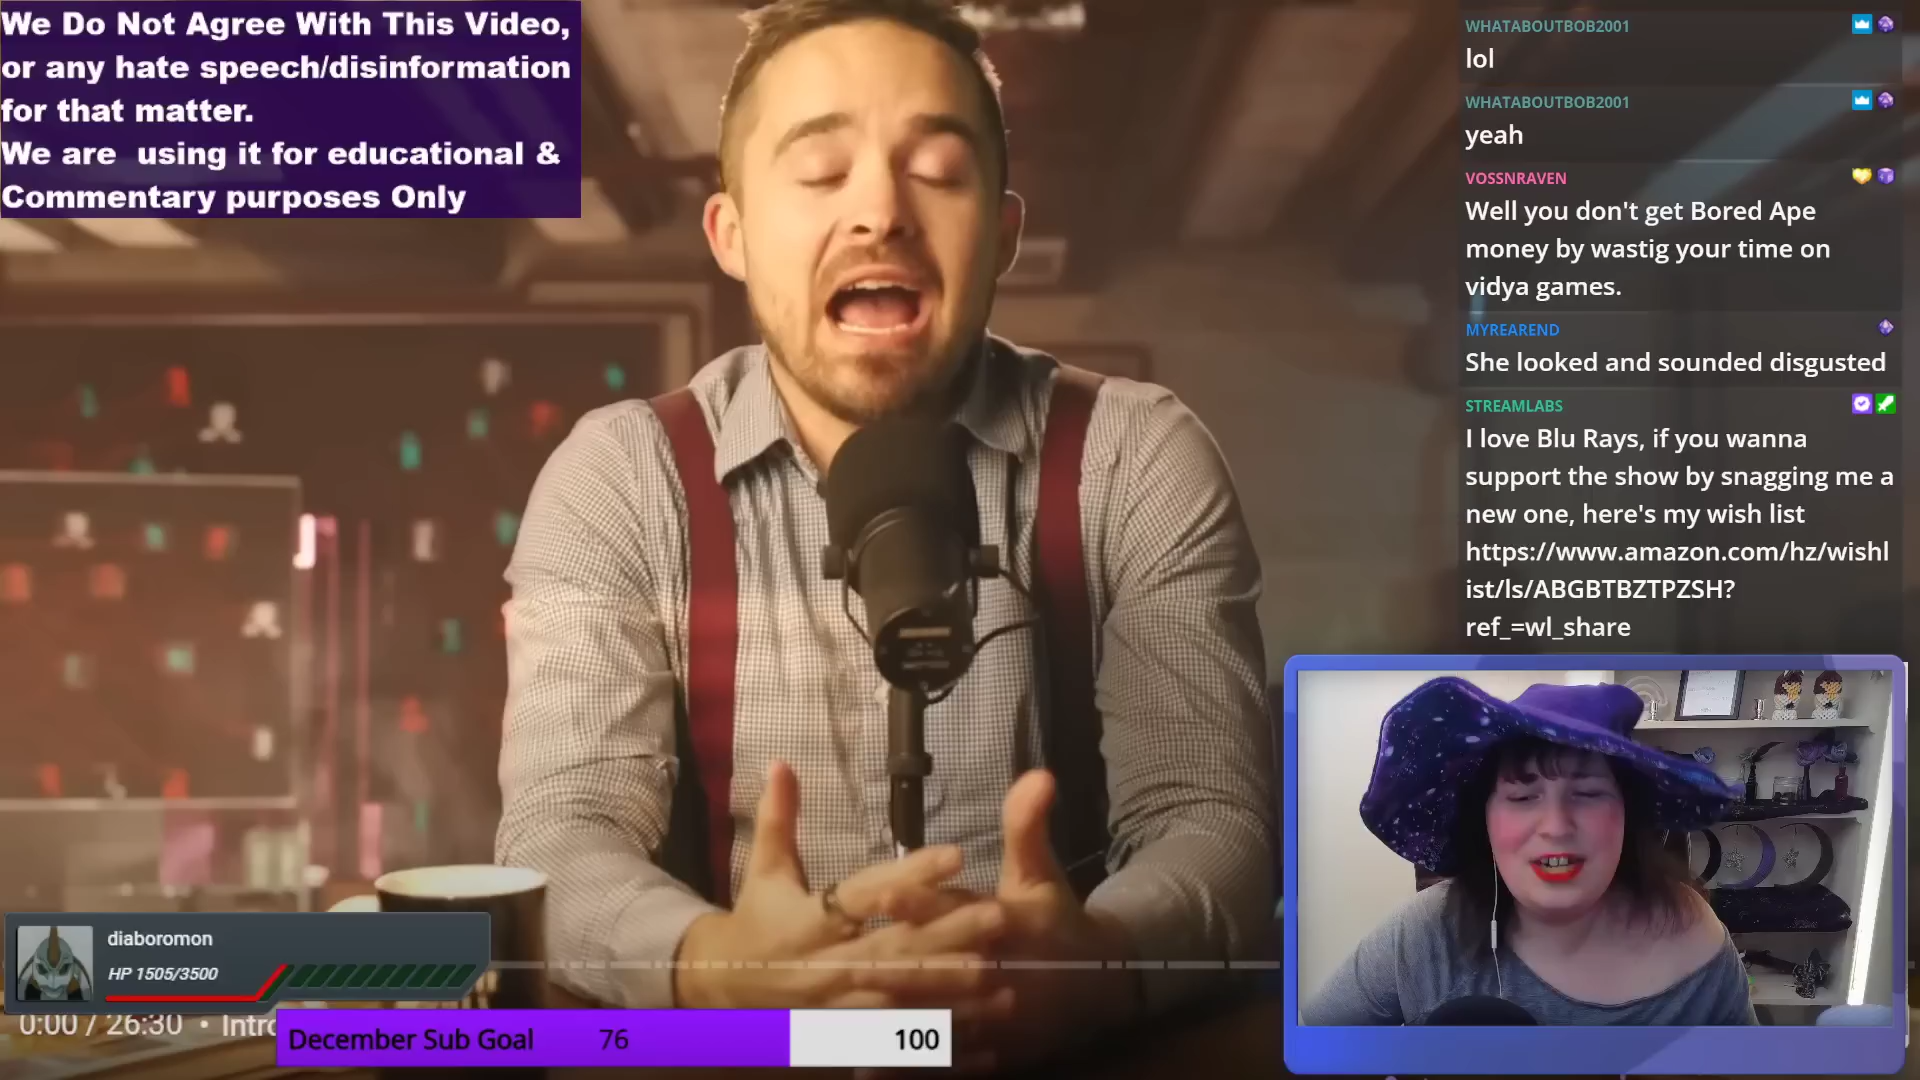 We Do Not Agree With This Video,
or any hate speech/disinformation
for that matter.
We are using it for educational &
Commentary purposes Only
WHATABOUTBOB2001
lol
WHATABOUTBOB2001
yeah
VOSSNRAVEN
Well you don't get Bored Ape
money by wastig your time on
vidya games.
MYREAREND
She looked and sounded disgusted
STREAMLABS
I love Blu Rays, if you wanna
support the show by snagging me a
new one, here's my wish list
https://www.amazon.com/hz/wishl
ist/ls/ABGBTBZTPZSH?
ref_=wl_share
diaboromon
HP 1505/3500
0:00 / 26:30 • Intro
December Sub Goal 76 100